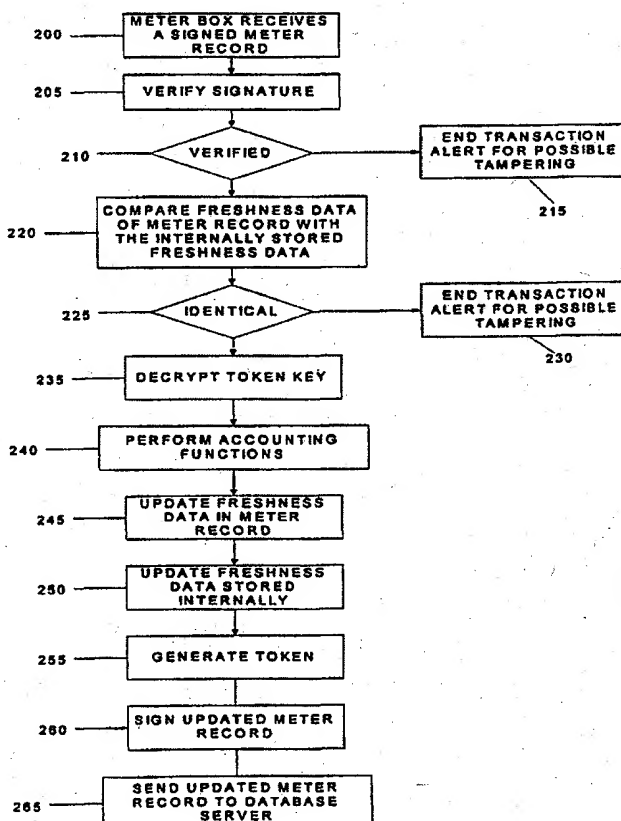 200
METER BOX RECEIVES
A SIGNED METER
RECORD
205
VERIFY SIGNATURE
210
VERIFIED
END TRANSACTION
ALERT FOR POSSIBLE
TAMPERING
215
220
COMPARE FRESHNESS DATA
OF METER RECORD WITH
THE INTERNALLY STORED
FRESHNESS DATA
225
IDENTICAL
END TRANSACTION
ALERT FOR POSSIBLE
TAMPERING
230
235
DECRYPT TOKEN KEY
240
PERFORM ACCOUNTING
FUNCTIONS
245
UPDATE FRESHNESS
DATA IN METER
RECORD
250
UPDATE FRESHNESS
DATA STORED
INTERNALLY
255
GENERATE TOKEN
260
SIGN UPDATED METER
RECORD
265
SEND UPDATED METER
RECORD TO DATABASE
SERVER